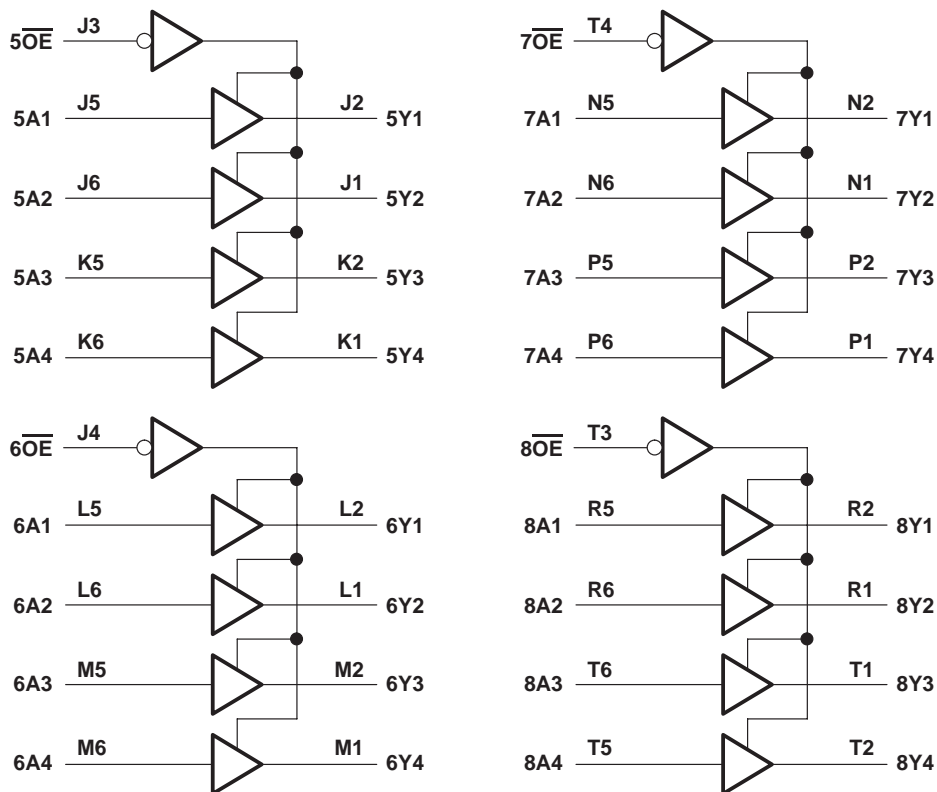 5OE J3
5A1 J5 J2 5Y1
5A2 J6 J1 5Y2
5A3 K5 K2 5Y3
5A4 K6 K1 5Y4
7OE T4
7A1 N5 N2 7Y1
7A2 N6 N1 7Y2
7A3 P5 P2 7Y3
7A4 P6 P1 7Y4
6OE J4
6A1 L5 L2 6Y1
6A2 L6 L1 6Y2
6A3 M5 M2 6Y3
6A4 M6 M1 6Y4
8OE T3
8A1 R5 R2 8Y1
8A2 R6 R1 8Y2
8A3 T6 T1 8Y3
8A4 T5 T2 8Y4